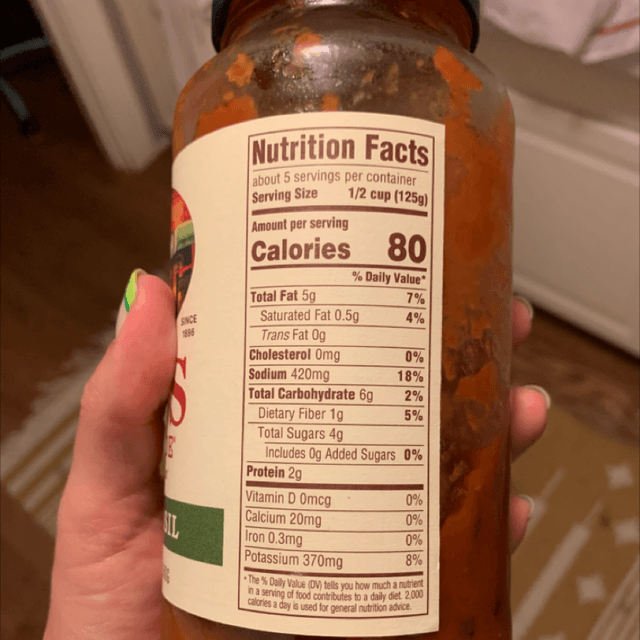 Nutrition Facts
about 5 servings per container
Serving Size 1/2 cup (125g)
Amount per serving
Calories 80
% Daily Value*
Total Fat 5g 7%
Saturated Fat 0.5g 4%
Trans Fat 0g
Cholesterol 0mg 0%
Sodium 420mg 18%
Total Carbohydrate 6g 2%
Dietary Fiber 1g 5%
Total Sugars 4g
Includes 0g Added Sugars 0%
Protein 2g
Vitamin D 0mcg 0%
Calcium 20mg 0%
Iron 0.3mg 0%
Potassium 370mg 8%
* The % Daily Value (DV) tells you how much a nutrient
in a serving of food contributes to a daily diet. 2,000
calories a day is used for general nutrition advice.
SINCE
1896
S
E
SIL